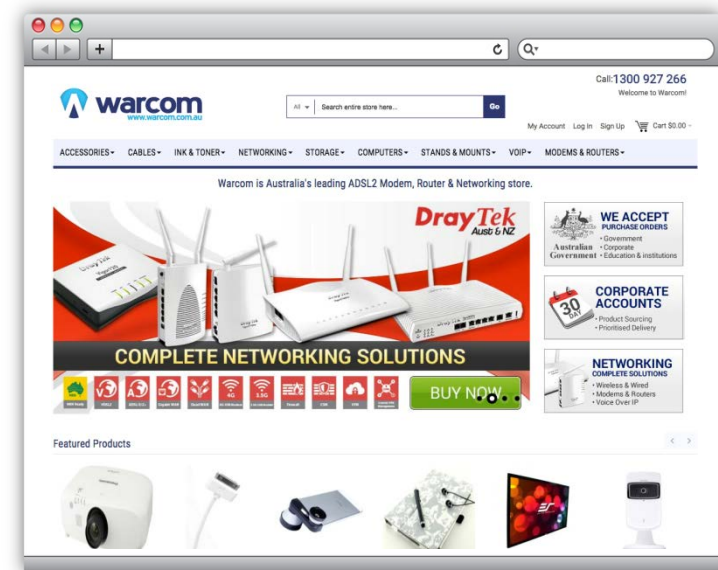 Call:1300 927 266
Welcome to Warcom!
warcom
www.warcom.com.au
All
Search entire store here...
Go
My Account Log In Sign Up Cart $0.00
ACCESSORIES CABLES INK & TONER NETWORKING STORAGE COMPUTERS STANDS & MOUNTS VOIP MODEMS & ROUTERS
Warcom is Australia's leading ADSL2 Modem, Router & Networking store.
DrayTek
Aust & NZ
DrayTek
COMPLETE NETWORKING SOLUTIONS
4G
3.5G
BUY NOW
WE ACCEPT
PURCHASE ORDERS
• Government
• Corporate
• Education & institutions
Australian
Government
30
DAY
CORPORATE
ACCOUNTS
• Product Sourcing
• Prioritised Delivery
NETWORKING
COMPLETE SOLUTIONS
• Wireless & Wired
• Modems & Routers
• Voice Over IP
Featured Products